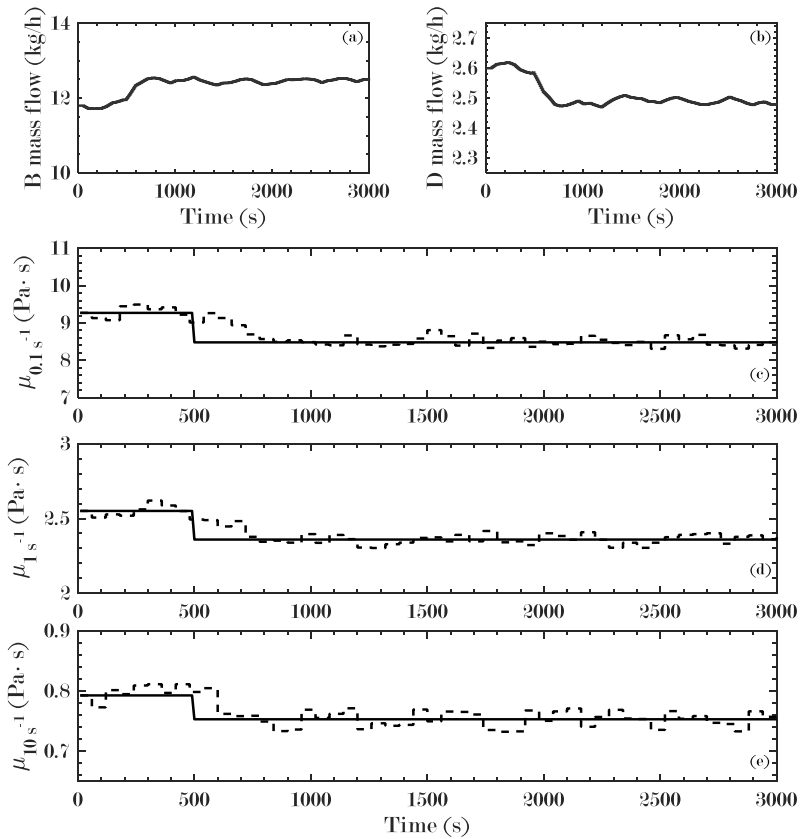 B mass flow (kg/h)
14
12
10
(a)
0 1000 2000 3000
Time (s)
D mass flow (kg/h)
2.7
2.6
2.5
2.4
2.3
(b)
0 1000 2000 3000
Time (s)
μ0.1 s-1 (Pa· s)
11
10
9
8
7
(c)
0 500 1000 1500 2000 2500 3000
μ1 s-1 (Pa· s)
3
2.5
2
(d)
0 500 1000 1500 2000 2500 3000
μ10 s-1 (Pa· s)
0.9
0.8
0.7
(e)
0 500 1000 1500 2000 2500 3000
Time (s)